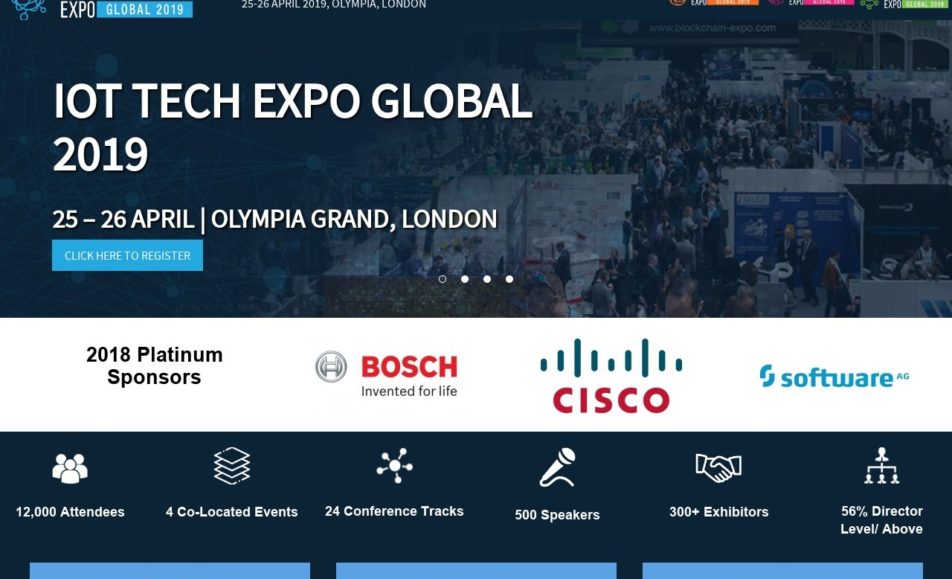 EXPO GLOBAL 2019
25-26 APRIL 2019, OLYMPIA, LONDON
EXPO GLOBAL 2019
EXPO GLOBAL 2019
EXPO GLOBAL 2019
www.blockchain-expo.com
IOT TECH EXPO GLOBAL
2019
Malta
25 – 26 APRIL | OLYMPIA GRAND, LONDON
CLICK HERE TO REGISTER
2018 Platinum
Sponsors
BOSCH
Invented for life
CISCO
software AG
12,000 Attendees
4 Co-Located Events
24 Conference Tracks
500 Speakers
300+ Exhibitors
56% Director
Level/ Above